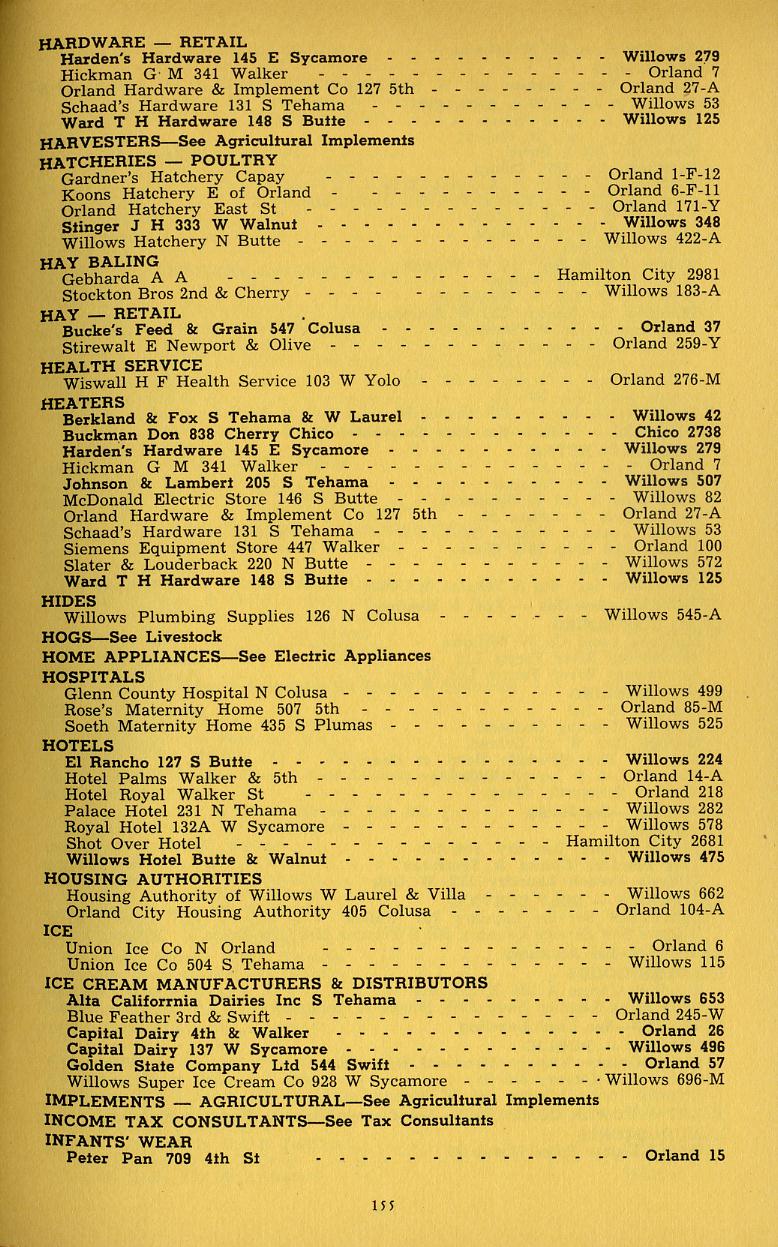 HARDWARE — RETAIL
Harden's Hardware 145 E Sycamore - - - - - - - - - - Willows 279
Hickman G M 341 Walker - - - - - - - - - - - - - - Orland 7
Orland Hardware & Implement Co 127 5th - - - - - - - - - Orland 27-A
Schaad's Hardware 131 S Tehama - - - - - - - - - - - Willows 53
Ward T H Hardware 148 S Butte - - - - - - - - - - - Willows 125
HARVESTERS—See Agricultural Implements
HATCHERIES — POULTRY
Gardner's Hatchery Capay - - - - - - - - - - - - Orland 1-F-12
Koons Hatchery E of Orland - - - - - - - - - - - Orland 6-F-11
Orland Hatchery East St - - - - - - - - - - - - Orland 171-Y
Stinger J H 333 W Walnut - - - - - - - - - - - - Willows 348
Willows Hatchery N Butte - - - - - - - - - - - - Willows 422-A
HAY BALING
Gebharda A A - - - - - - - - - - - - - Hamilton City 2981
Stockton Bros 2nd & Cherry - - - - - - - - - - - Willows 183-A
HAY — RETAIL
Bucke's Feed & Grain 547 Colusa - - - - - - - - - - - Orland 37
Stirewalt E Newport & Olive - - - - - - - - - - - Orland 259-Y
HEALTH SERVICE
Wiswall H F Health Service 103 W Yolo - - - - - - - Orland 276-M
HEATERS
Berkland & Fox S Tehama & W Laurel - - - - - - - - - Willows 42
Buckman Don 838 Cherry Chico - - - - - - - - - - - Chico 2738
Harden's Hardware 145 E Sycamore - - - - - - - - - - Willows 279
Hickman G M 341 Walker - - - - - - - - - - - - - - Orland 7
Johnson & Lambert 205 S Tehama - - - - - - - - - - Willows 507
McDonald Electric Store 146 S Butte - - - - - - - - - - Willows 82
Orland Hardware & Implement Co 127 5th - - - - - - - - Orland 27-A
Schaad's Hardware 131 S Tehama - - - - - - - - - - - Willows 53
Siemens Equipment Store 447 Walker - - - - - - - - - - Orland 100
Slater & Louderback 220 N Butte - - - - - - - - - - - Willows 572
Ward T H Hardware 148 S Butte - - - - - - - - - - - Willows 125
HIDES
Willows Plumbing Supplies 126 N Colusa - - - - - - - Willows 545-A
HOGS—See Livestock
HOME APPLIANCES—See Electric Appliances
HOSPITALS
Glenn County Hospital N Colusa - - - - - - - - - - - Willows 499
Rose's Maternity Home 507 5th - - - - - - - - - - - Orland 85-M
Soeth Maternity Home 435 S Plumas - - - - - - - - - - Willows 525
HOTELS
El Rancho 127 S Butte - - - - - - - - - - - - - - Willows 224
Hotel Palms Walker & 5th - - - - - - - - - - - - Orland 14-A
Hotel Royal Walker St - - - - - - - - - - - - - Orland 218
Palace Hotel 231 N Tehama - - - - - - - - - - - - Willows 282
Royal Hotel 132A W Sycamore - - - - - - - - - - - Willows 578
Shot Over Hotel - - - - - - - - - - - - - Hamilton City 2681
Willows Hotel Butte & Walnut - - - - - - - - - - - Willows 475
HOUSING AUTHORITIES
Housing Authority of Willows W Laurel & Villa - - - - - - Willows 662
Orland City Housing Authority 405 Colusa - - - - - - - Orland 104-A
ICE
Union Ice Co N Orland - - - - - - - - - - - - - - Orland 6
Union Ice Co 504 S Tehama - - - - - - - - - - - - Willows 115
ICE CREAM MANUFACTURERS & DISTRIBUTORS
Alta Califorrnia Dairies Inc S Tehama - - - - - - - - Willows 653
Blue Feather 3rd & Swift - - - - - - - - - - - - - Orland 245-W
Capital Dairy 4th & Walker - - - - - - - - - - - - Orland 26
Capital Dairy 137 W Sycamore - - - - - - - - - - - Willows 496
Golden State Company Ltd 544 Swift - - - - - - - - - Orland 57
Willows Super Ice Cream Co 928 W Sycamore - - - - - - Willows 696-M
IMPLEMENTS — AGRICULTURAL—See Agricultural Implements
INCOME TAX CONSULTANTS—See Tax Consultants
INFANTS' WEAR
Peter Pan 709 4th St - - - - - - - - - - - - - - Orland 15
155